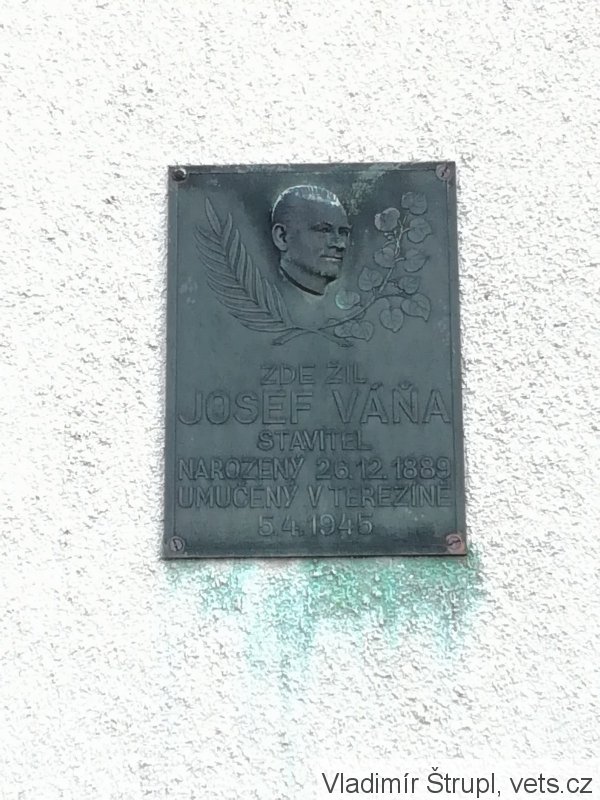 ZDE ŽIL
JOSEF VÁŇA
STAVITEL
NAROZENÝ 26.12.1889
UMUČENÝ V TEREZÍNĚ
5.4.1945
Vladimír Štrupl, vets.cz